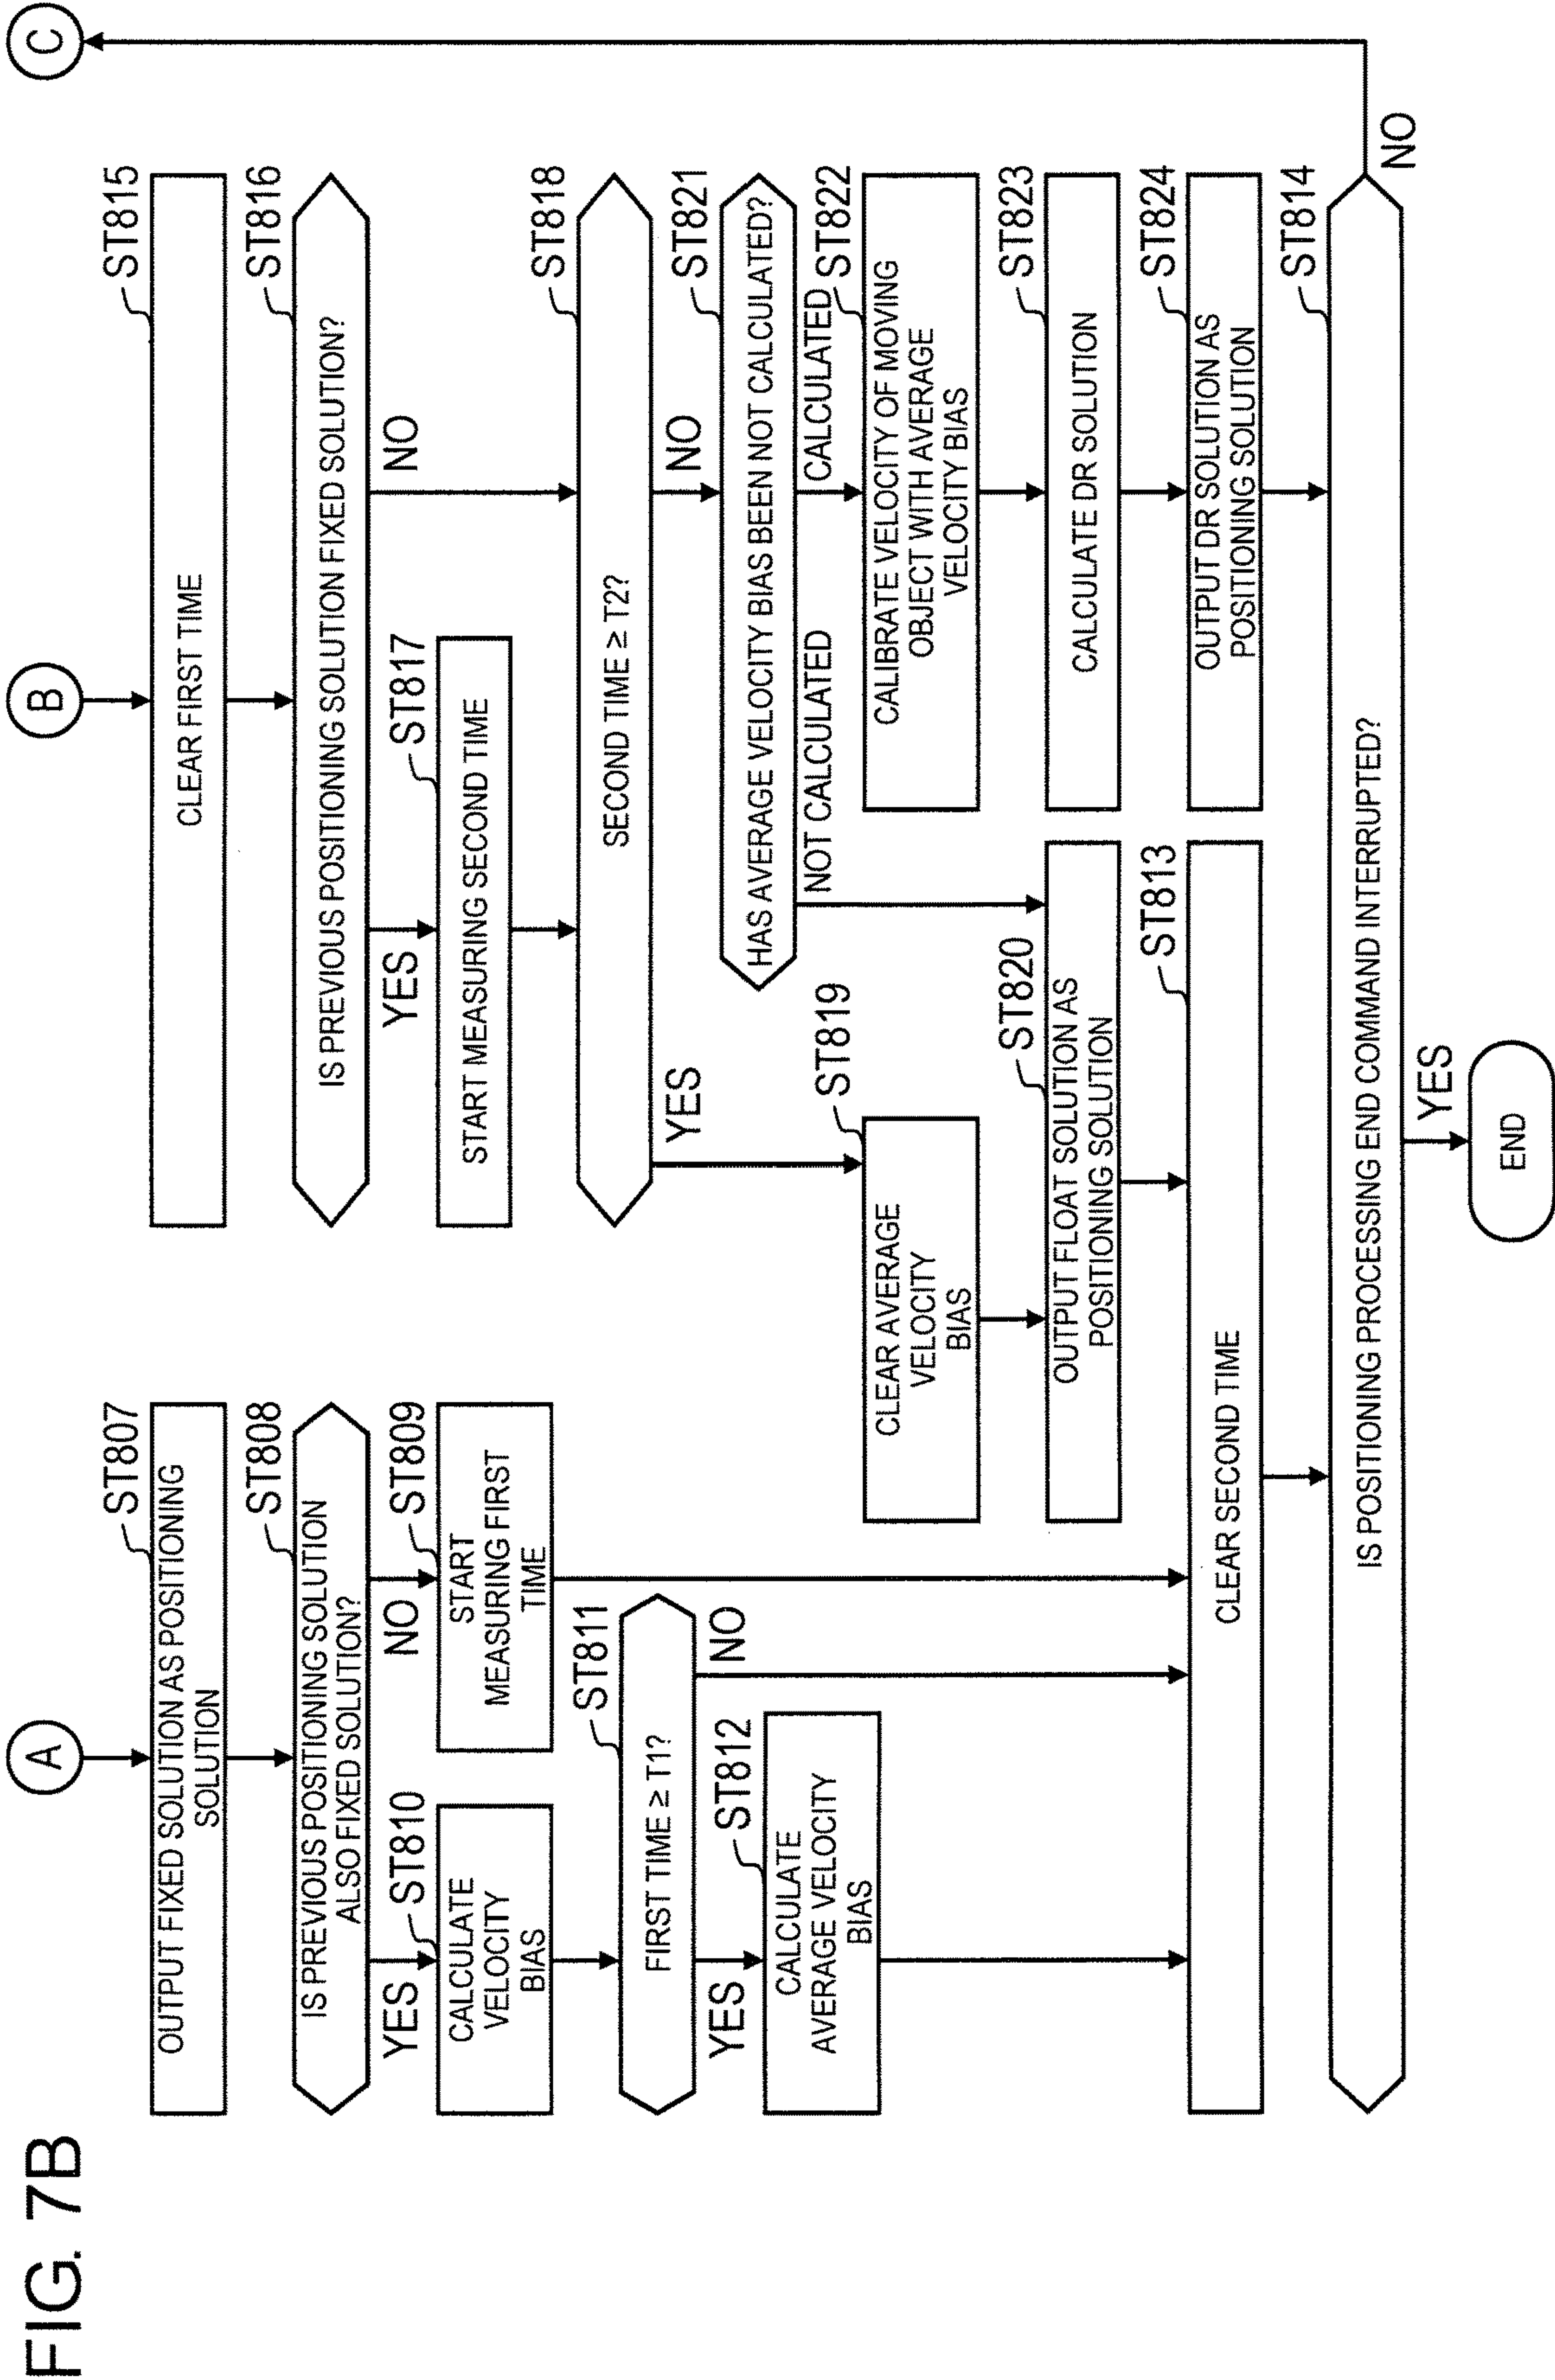 FIG. 7B
A
ST807
OUTPUT FIXED SOLUTION AS POSITIONING
SOLUTION
ST808
IS PREVIOUS POSITIONING SOLUTION
ALSO FIXED SOLUTION?
YES
NO
ST810
CALCULATE
VELOCITY
BIAS
ST809
START
MEASURING FIRST
TIME
ST811
FIRST TIME ≥ T1?
YES
NO
ST812
CALCULATE
AVERAGE VELOCITY
BIAS
B
ST815
CLEAR FIRST TIME
ST816
IS PREVIOUS POSITIONING SOLUTION FIXED SOLUTION?
YES
NO
ST817
START MEASURING SECOND TIME
ST818
SECOND TIME ≥ T2?
YES
NO
ST821
HAS AVERAGE VELOCITY BIAS BEEN NOT CALCULATED?
NOT CALCULATED
CALCULATED
ST819
CLEAR AVERAGE
VELOCITY
BIAS
ST822
CALIBRATE VELOCITY OF MOVING
OBJECT WITH AVERAGE
VELOCITY BIAS
ST820
OUTPUT FLOAT SOLUTION AS
POSITIONING SOLUTION
ST823
CALCULATE DR SOLUTION
ST813
CLEAR SECOND TIME
ST824
OUTPUT DR SOLUTION AS
POSITIONING SOLUTION
ST814
IS POSITIONING PROCESSING END COMMAND INTERRUPTED?
YES
NO
END
C